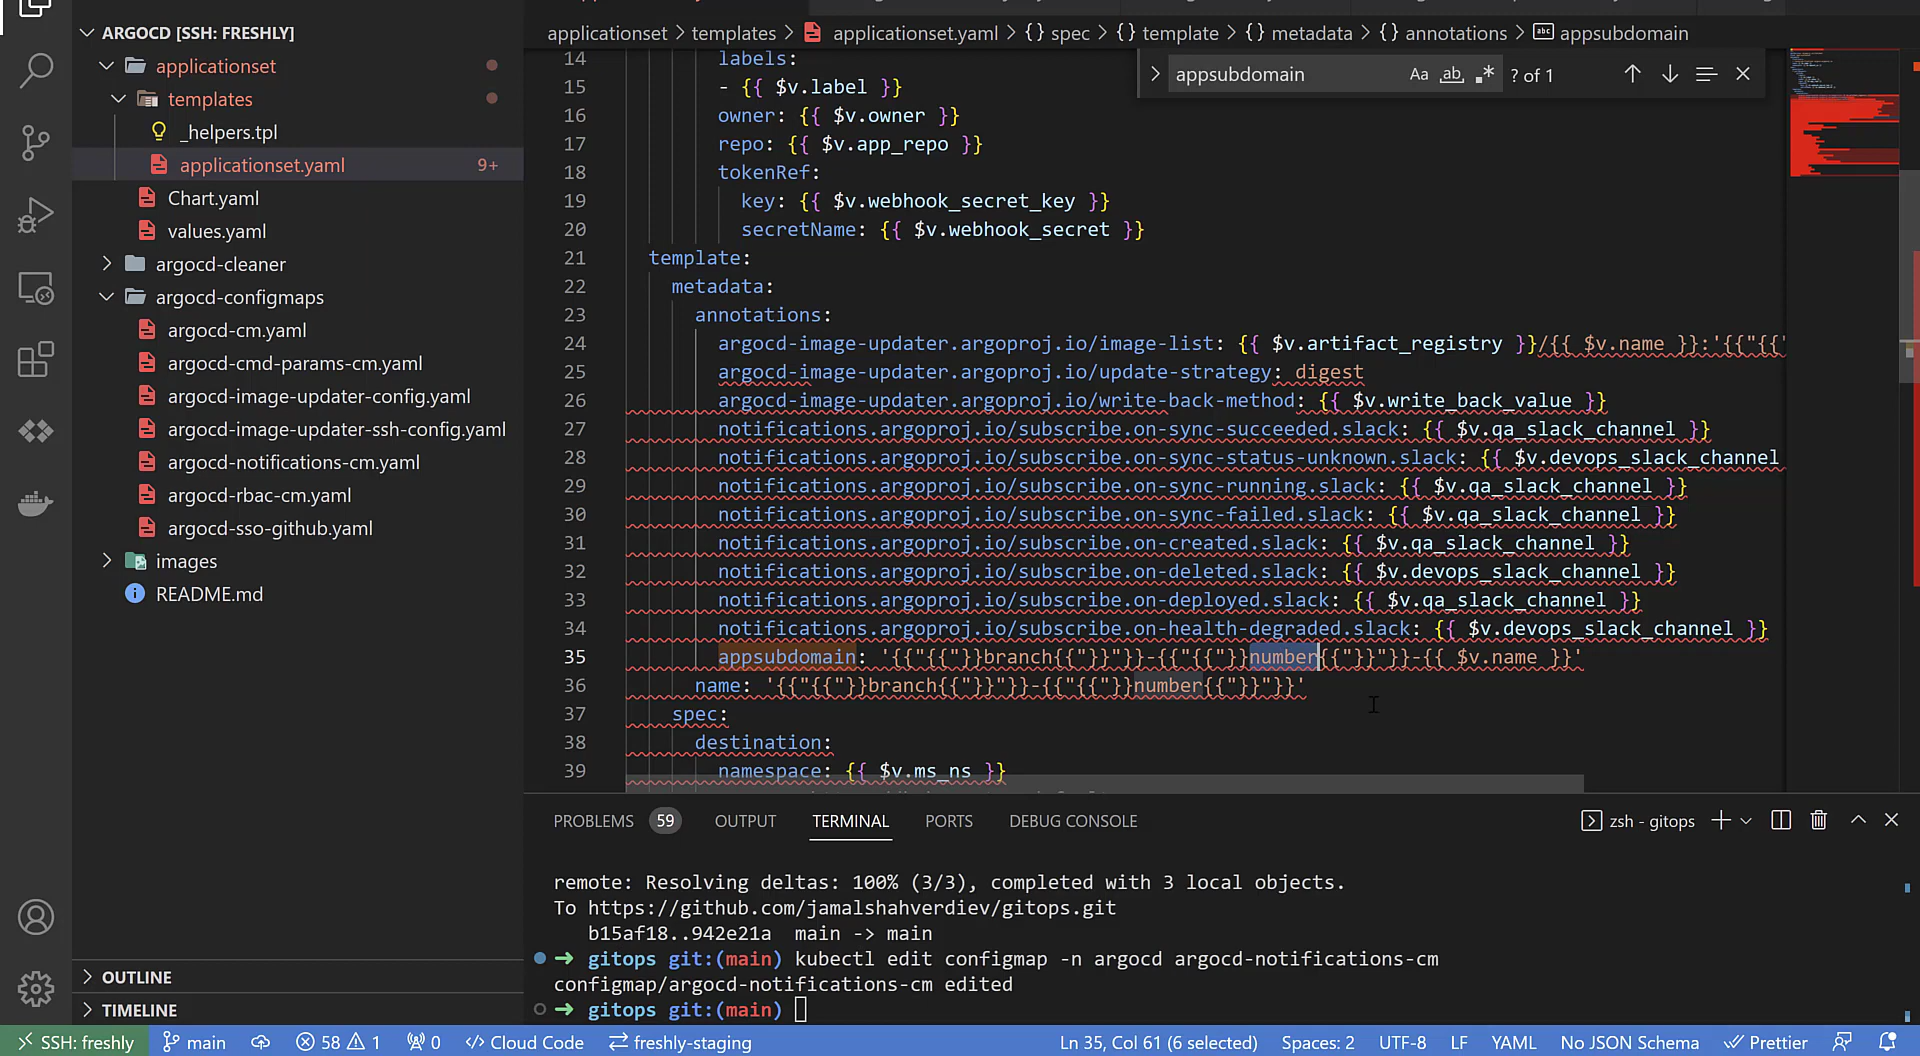 ARGOCD [SSH: FRESHLY]
applicationset
templates
_helpers.tpl
applicationset.yaml 9+
Chart.yaml
values.yaml
argocd-cleaner
argocd-configmaps
argocd-cm.yaml
argocd-cmd-params-cm.yaml
argocd-image-updater-config.yaml
argocd-image-updater-ssh-config.yaml
argocd-notifications-cm.yaml
argocd-rbac-cm.yaml
argocd-sso-github.yaml
images
README.md
OUTLINE
TIMELINE
applicationset > templates > applicationset.yaml > {} spec > {} template > {} metadata > {} annotations > abc appsubdomain
appsubdomain Aa ab .* ? of 1
14 labels:
15 - {{ $v.label }}
16 owner: {{ $v.owner }}
17 repo: {{ $v.app_repo }}
18 tokenRef:
19 key: {{ $v.webhook_secret_key }}
20 secretName: {{ $v.webhook_secret }}
21 template:
22 metadata:
23 annotations:
24 argocd-image-updater.argoproj.io/image-list: {{ $v.artifact_registry }}/{{ $v.name }}:'{{"{{"
25 argocd-image-updater.argoproj.io/update-strategy: digest
26 argocd-image-updater.argoproj.io/write-back-method: {{ $v.write_back_value }}
27 notifications.argoproj.io/subscribe.on-sync-succeeded.slack: {{ $v.qa_slack_channel }}
28 notifications.argoproj.io/subscribe.on-sync-status-unknown.slack: {{ $v.devops_slack_channel
29 notifications.argoproj.io/subscribe.on-sync-running.slack: {{ $v.qa_slack_channel }}
30 notifications.argoproj.io/subscribe.on-sync-failed.slack: {{ $v.qa_slack_channel }}
31 notifications.argoproj.io/subscribe.on-created.slack: {{ $v.qa_slack_channel }}
32 notifications.argoproj.io/subscribe.on-deleted.slack: {{ $v.devops_slack_channel }}
33 notifications.argoproj.io/subscribe.on-deployed.slack: {{ $v.qa_slack_channel }}
34 notifications.argoproj.io/subscribe.on-health-degraded.slack: {{ $v.devops_slack_channel }}
35 appsubdomain: '{{"{{"}}branch{{"}}"}}-{{"{{"}}number{{"}}"}}-{{ $v.name }}'
36 name: '{{"{{"}}branch{{"}}"}}-{{"{{"}}number{{"}}"}}'
37 spec:
38 destination:
39 namespace: {{ $v.ms_ns }}
PROBLEMS 59 OUTPUT TERMINAL PORTS DEBUG CONSOLE zsh - gitops
remote: Resolving deltas: 100% (3/3), completed with 3 local objects.
To https://github.com/jamalshahverdiev/gitops.git
b15af18..942e21a main -> main
→ gitops git:(main) kubectl edit configmap -n argocd argocd-notifications-cm
configmap/argocd-notifications-cm edited
→ gitops git:(main)
SSH: freshly main 58 1 0 Cloud Code freshly-staging Ln 35, Col 61 (6 selected) Spaces: 2 UTF-8 LF YAML No JSON Schema Prettier